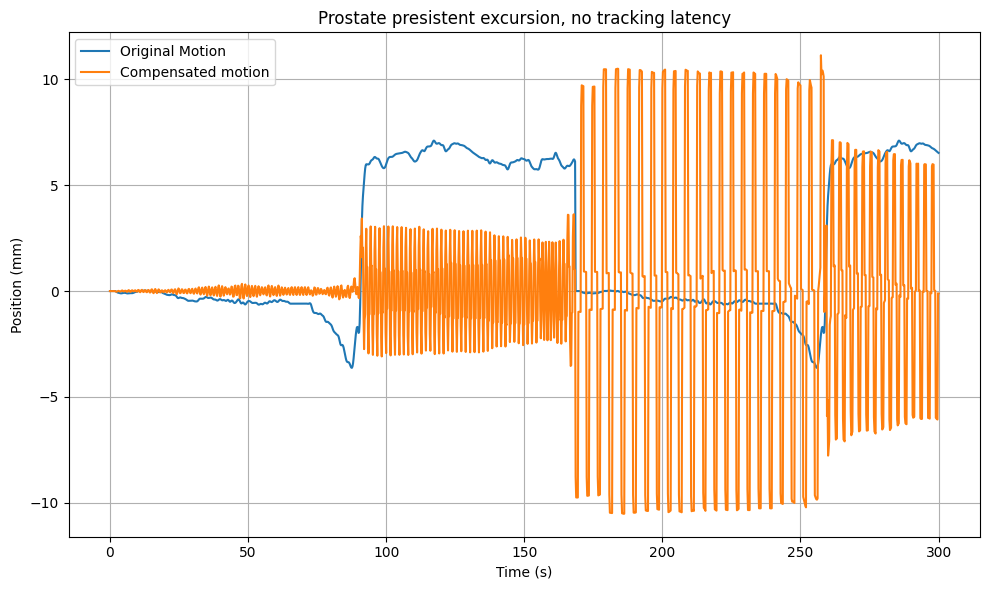 Prostate presistent excursion, no tracking latency
Original Motion
Compensated motion
Position (mm)
10
5
0
−5
−10
0 50 100 150 200 250 300
Time (s)